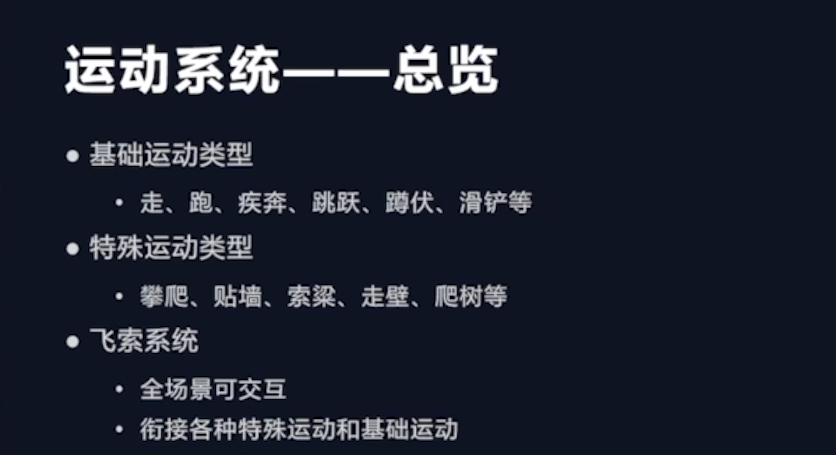 运动系统——总览
• 基础运动类型
• 走、跑、疾奔、跳跃、蹲伏、滑铲等
• 特殊运动类型
• 攀爬、贴墙、索梁、走壁、爬树等
• 飞索系统
• 全场景可交互
• 衔接各种特殊运动和基础运动